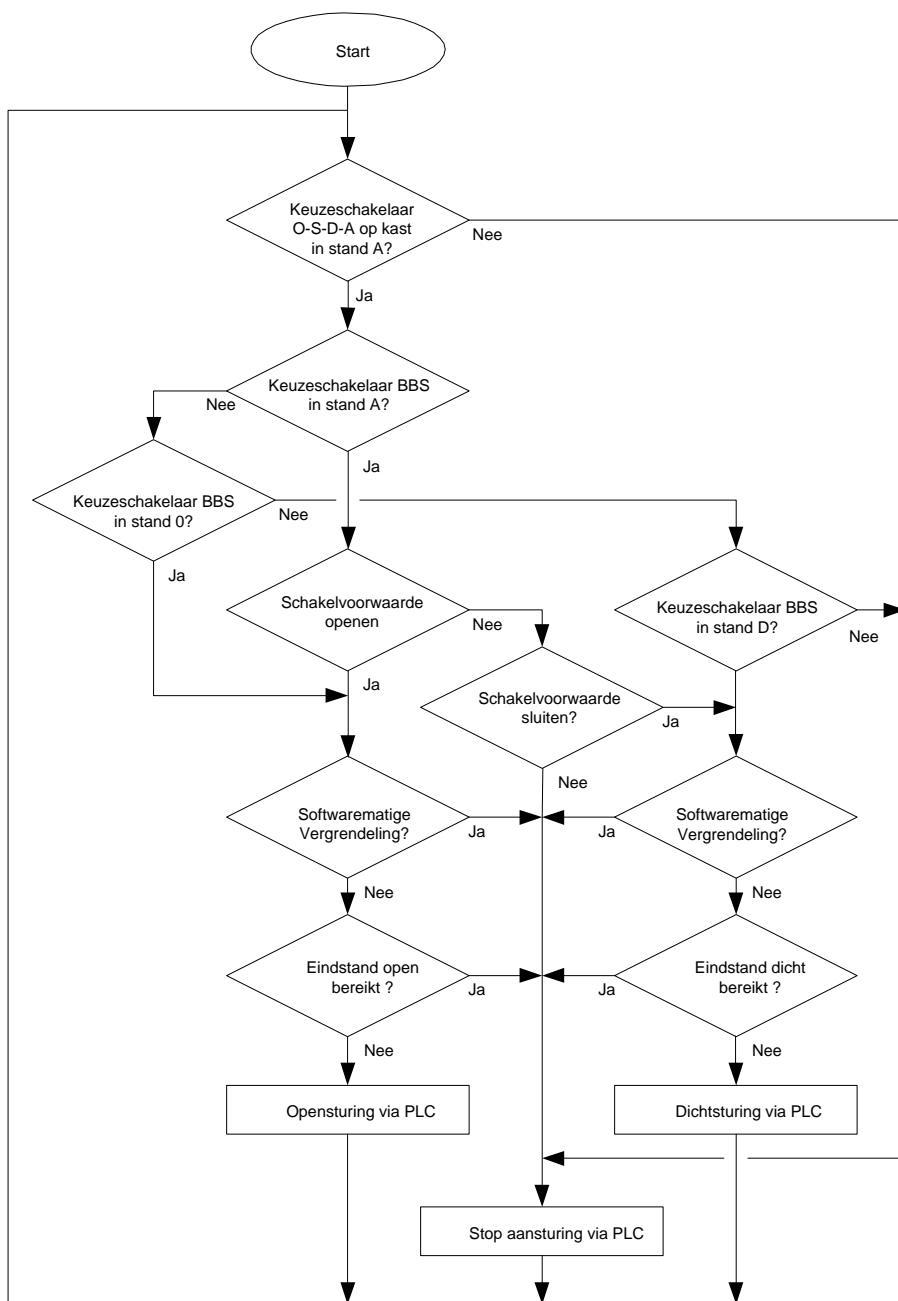 Start
Keuzeschakelaar
O-S-D-A op kast
in stand A?
Nee
Ja
Keuzeschakelaar BBS
in stand A?
Nee
Ja
Keuzeschakelaar BBS
in stand 0?
Nee
Ja
Schakelvoorwaarde
openen
Nee
Ja
Keuzeschakelaar BBS
in stand D?
Nee
Schakelvoorwaarde
sluiten?
Ja
Nee
Softwarematige
Vergrendeling?
Ja
Nee
Softwarematige
Vergrendeling?
Ja
Nee
Eindstand open
bereikt ?
Ja
Nee
Eindstand dicht
bereikt ?
Ja
Nee
Opensturing via PLC
Dichtsturing via PLC
Stop aansturing via PLC